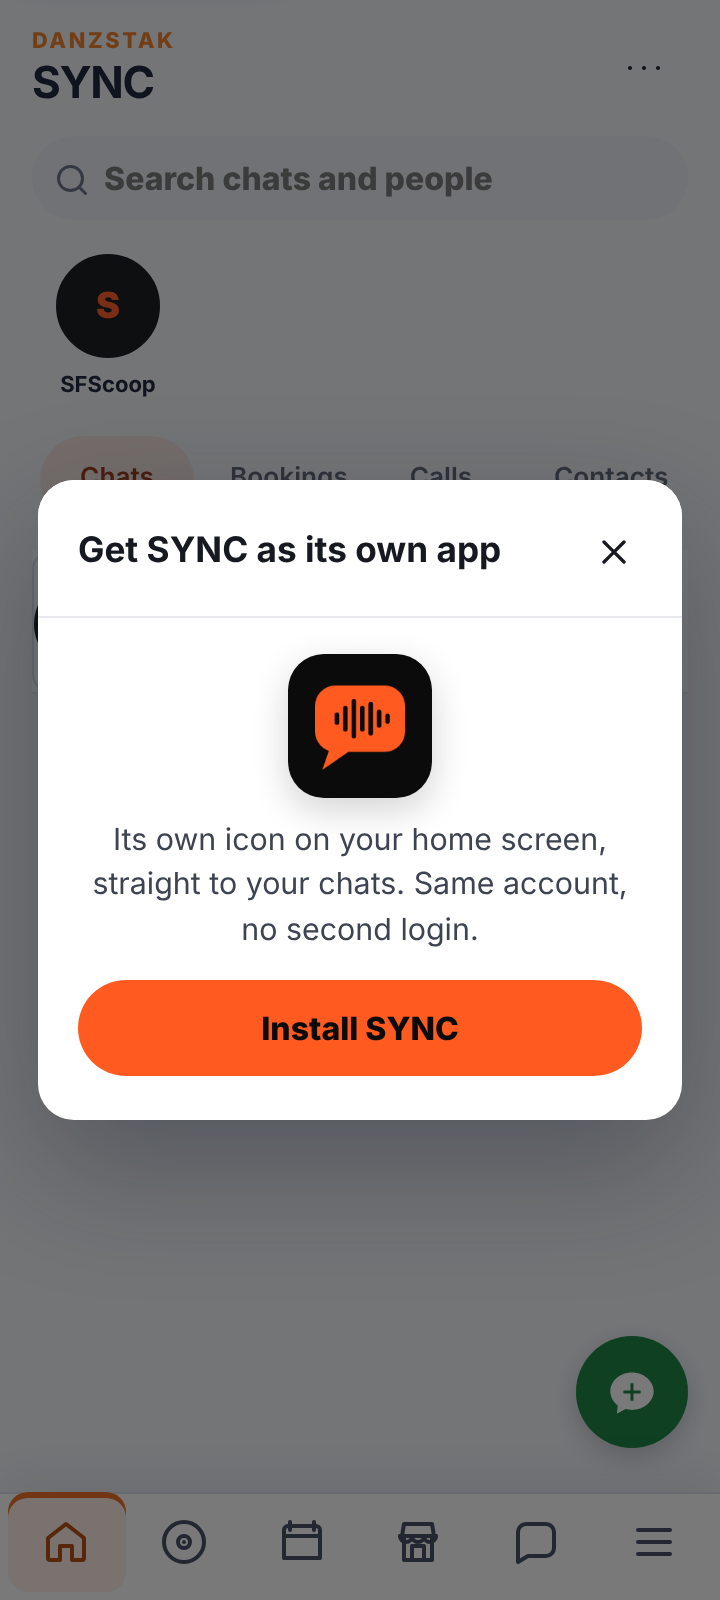 DANZSTAK
SYNC
Search chats and people
S
SFScoop
Chats Bookings Calls Contacts
Get SYNC as its own app
Its own icon on your home screen,
straight to your chats. Same account,
no second login.
Install SYNC